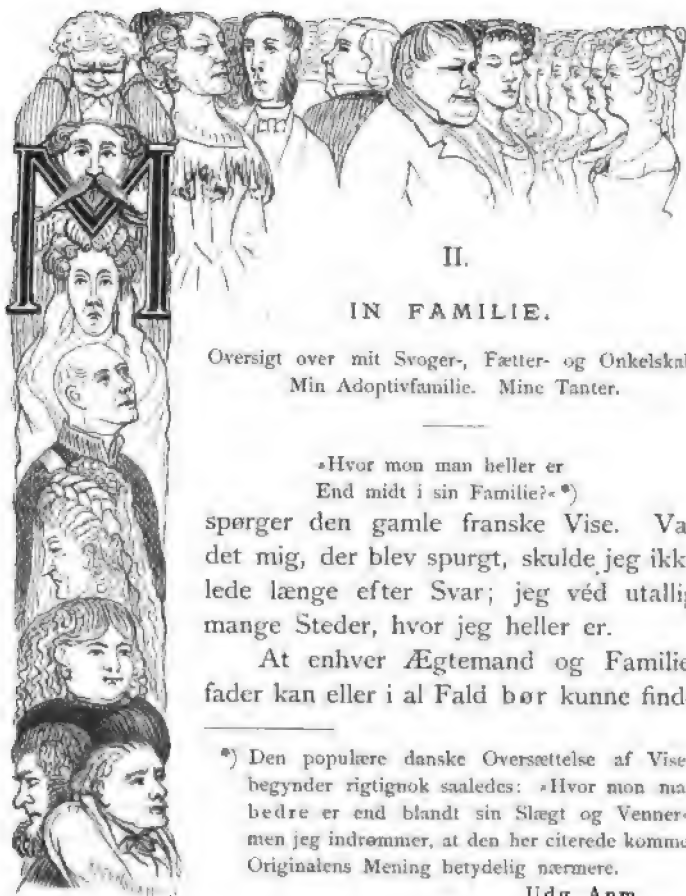 II.
M
IN FAMILIE.
Oversigt over mit Svoger-, Fætter- og Onkelskab
Min Adoptivfamilie. Mine Tanter.
»Hvor mon man heller er
End midt i sin Familie?« *)
spørger den gamle franske Vise. Va
det mig, der blev spurgt, skulde jeg ikk
lede længe efter Svar; jeg véd utallig
mange Steder, hvor jeg heller er.
At enhver Ægtemand og Familie
fader kan eller i al Fald bør kunne find
*) Den populære danske Oversættelse af Vise
begynder rigtignok saaledes: »Hvor mon ma
bedre er end blandt sin Slægt og Venner«
men jeg indrømmer, at den her citerede komme
Originalens Mening betydelig nærmere.
Udg. Anm.